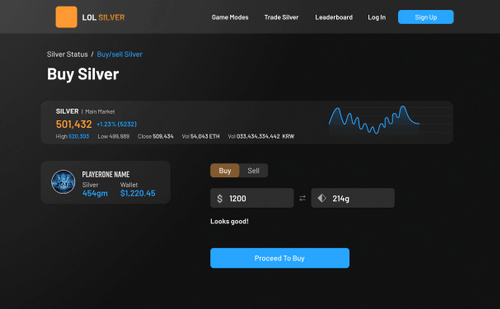 LOL SILVER
Game Modes Trade Silver Leaderboard Log In Sign Up
Silver Status / Buy/sell Silver
Buy Silver
SILVER | Main Market
501,432 +1.23% (5232)
High 520,303 Low 489,989 Close 509,434 Vol 54,043 ETH Vol 033,434,334,442 KRW
PLAYERONE NAME
Silver Wallet
454gm $1,220.45
Buy Sell
$ 1200 214g
Looks good!
Proceed To Buy